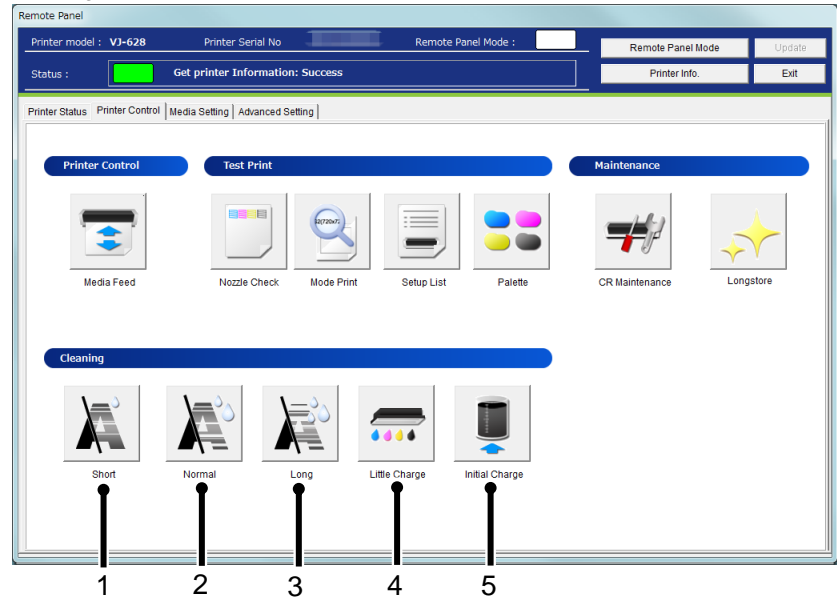 Remote Panel
Printer model : VJ-628 Printer Serial No Remote Panel Mode :
Remote Panel Mode Update
Status : Get printer Information: Success
Printer Info. Exit
Printer Status Printer Control Media Setting Advanced Setting
Printer Control Test Print Maintenance
Media Feed Nozzle Check Mode Print Setup List Palette CR Maintenance Longstore
Cleaning
Short Normal Long Little Charge Initial Charge
1 2 3 4 5